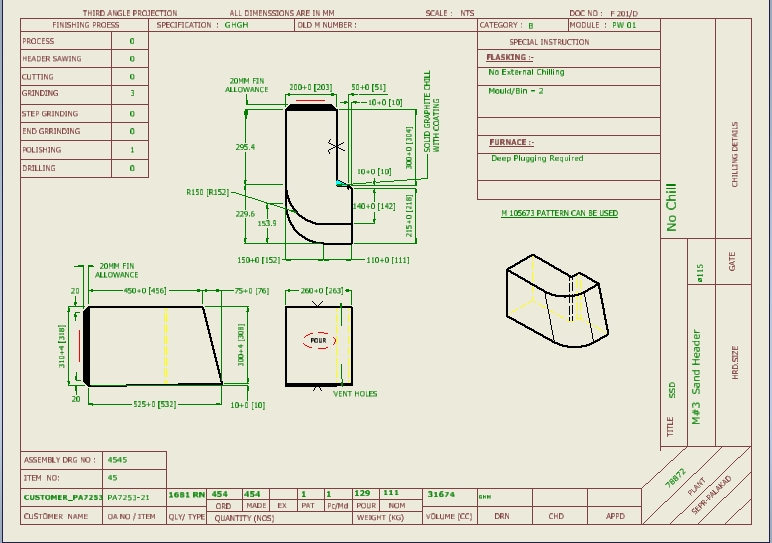 THIRD ANGLE PROJECTION ALL DIMENSSIONS ARE IN MM SCALE : NTS DOC NO : F 201/D
FINISHING PROESS SPECIFICATION : GHGH OLD M NUMBER : CATEGORY : B MODULE : PW 01
PROCESS 0
HEADER SAWING 0
CUTTING 0
GRINDING 3
STEP GRINDING 0
END GRRINDING 0
POLISHING 1
DRILLING 0
SPECIAL INSTRUCTION
FLASKING :-
No External Chilling
Mould/Bin = 2
FURNACE :-
Deep Plugging Required
M 105673 PATTERN CAN BE USED
20MM FIN
ALLOWANCE
200+0 [203] 50+0 [51]
10+0 [10]
SOLID GRAPHITE CHILL
WITH COATING
295.4
300+0 [304]
10+0 [10]
R150 [R152]
140+0 [142]
229.6
153.9
215+0 [218]
150+0 [152] 110+0 [111]
20MM FIN
ALLOWANCE
20 450+0 [456] 75+0 [76] 260+0 [263]
310+4 [318]
300+4 [308]
POUR
20
525+0 [532] 10+0 [10]
VENT HOLES
No Chill
CHILLING DETAILS
ø115
GATE
TITLE SSD
M#3 Sand Header
HRD.SIZE
78872
PLANT
SEPR-PALAKAD
ASSEMBLY DRG NO : 4545
ITEM NO: 45
CUSTOMER_PA7253 PA7253-21 1681 RN 454 454 1 1 129 111 31674 GHH
ORD MADE EX PAT Pc/Md POUR NOM
CUSTOMER NAME OA NO / ITEM QLY/ TYPE QUANTITY (NOS) WEIGHT (KG) VOLUME (CC) DRN CHD APPD